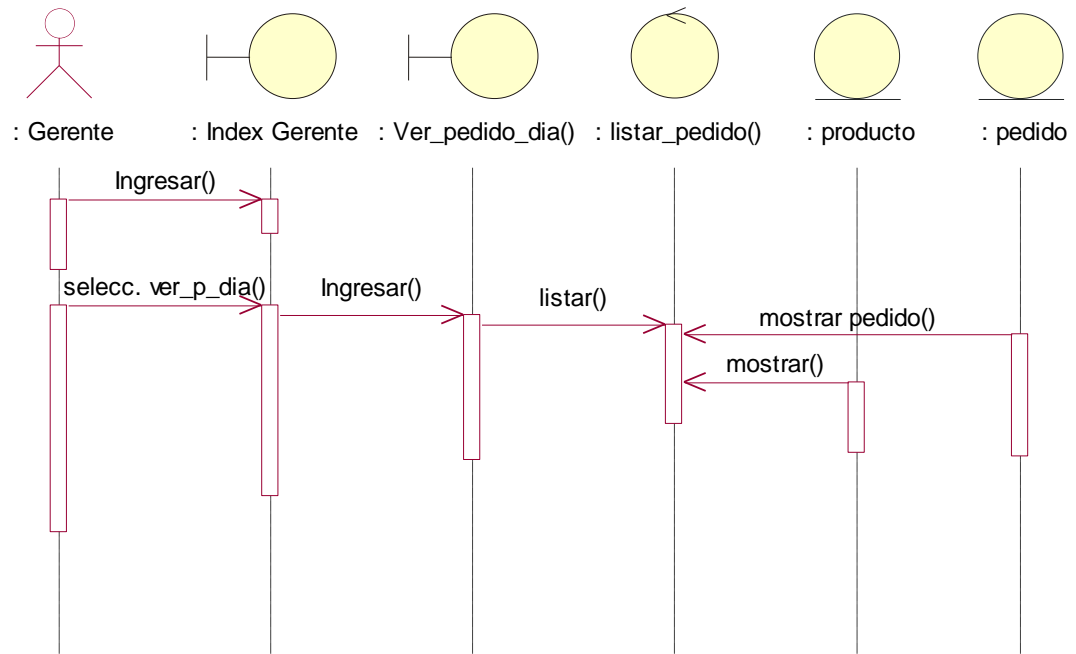 : Gerente
: Index Gerente
: Ver_pedido_dia()
: listar_pedido()
: producto
: pedido
Ingresar()
selecc. ver_p_dia()
Ingresar()
listar()
mostrar pedido()
mostrar()